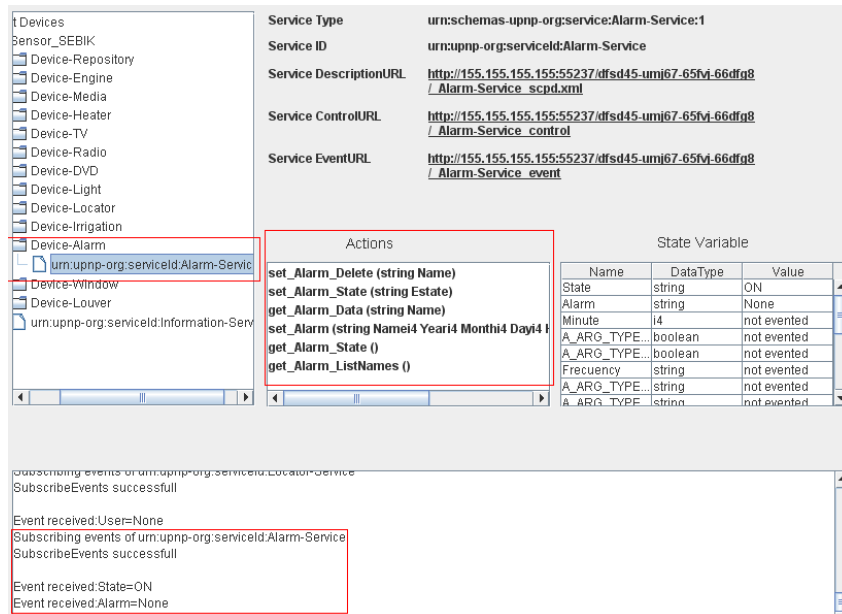 t Devices
Sensor_SEBIK
Device-Repository
Device-Engine
Device-Media
Device-Heater
Device-TV
Device-Radio
Device-DVD
Device-Light
Device-Locator
Device-Irrigation
Device-Alarm
urn:upnp-org:serviceId:Alarm-Servic
Device-Window
Device-Louver
urn:upnp-org:serviceId:Information-Serv
Service Type urn:schemas-upnp-org:service:Alarm-Service:1
Service ID urn:upnp-org:serviceId:Alarm-Service
Service DescriptionURL http://155.155.155.155:55237/dfsd45-umj67-65fvj-66dfg8
/_Alarm-Service_scpd.xml
Service ControlURL http://155.155.155.155:55237/dfsd45-umj67-65fvj-66dfg8
/_Alarm-Service_control
Service EventURL http://155.155.155.155:55237/dfsd45-umj67-65fvj-66dfg8
/_Alarm-Service_event
Actions
set_Alarm_Delete (string Name)
set_Alarm_State (string Estate)
get_Alarm_Data (string Name)
set_Alarm (string Namei4 Yeari4 Monthi4 Dayi4 H
get_Alarm_State ()
get_Alarm_ListNames ()
State Variable
Name DataType Value
State string ON
Alarm string None
Minute i4 not evented
A_ARG_TYPE... boolean not evented
A_ARG_TYPE... boolean not evented
Frecuency string not evented
A_ARG_TYPE... string not evented
A_ARG_TYPE string not evented
Subscribing events of urn:upnp-org:serviceId:Locator-Service
SubscribeEvents successfull
Event received:User=None
Subscribing events of urn:upnp-org:serviceId:Alarm-Service
SubscribeEvents successfull
Event received:State=ON
Event received:Alarm=None